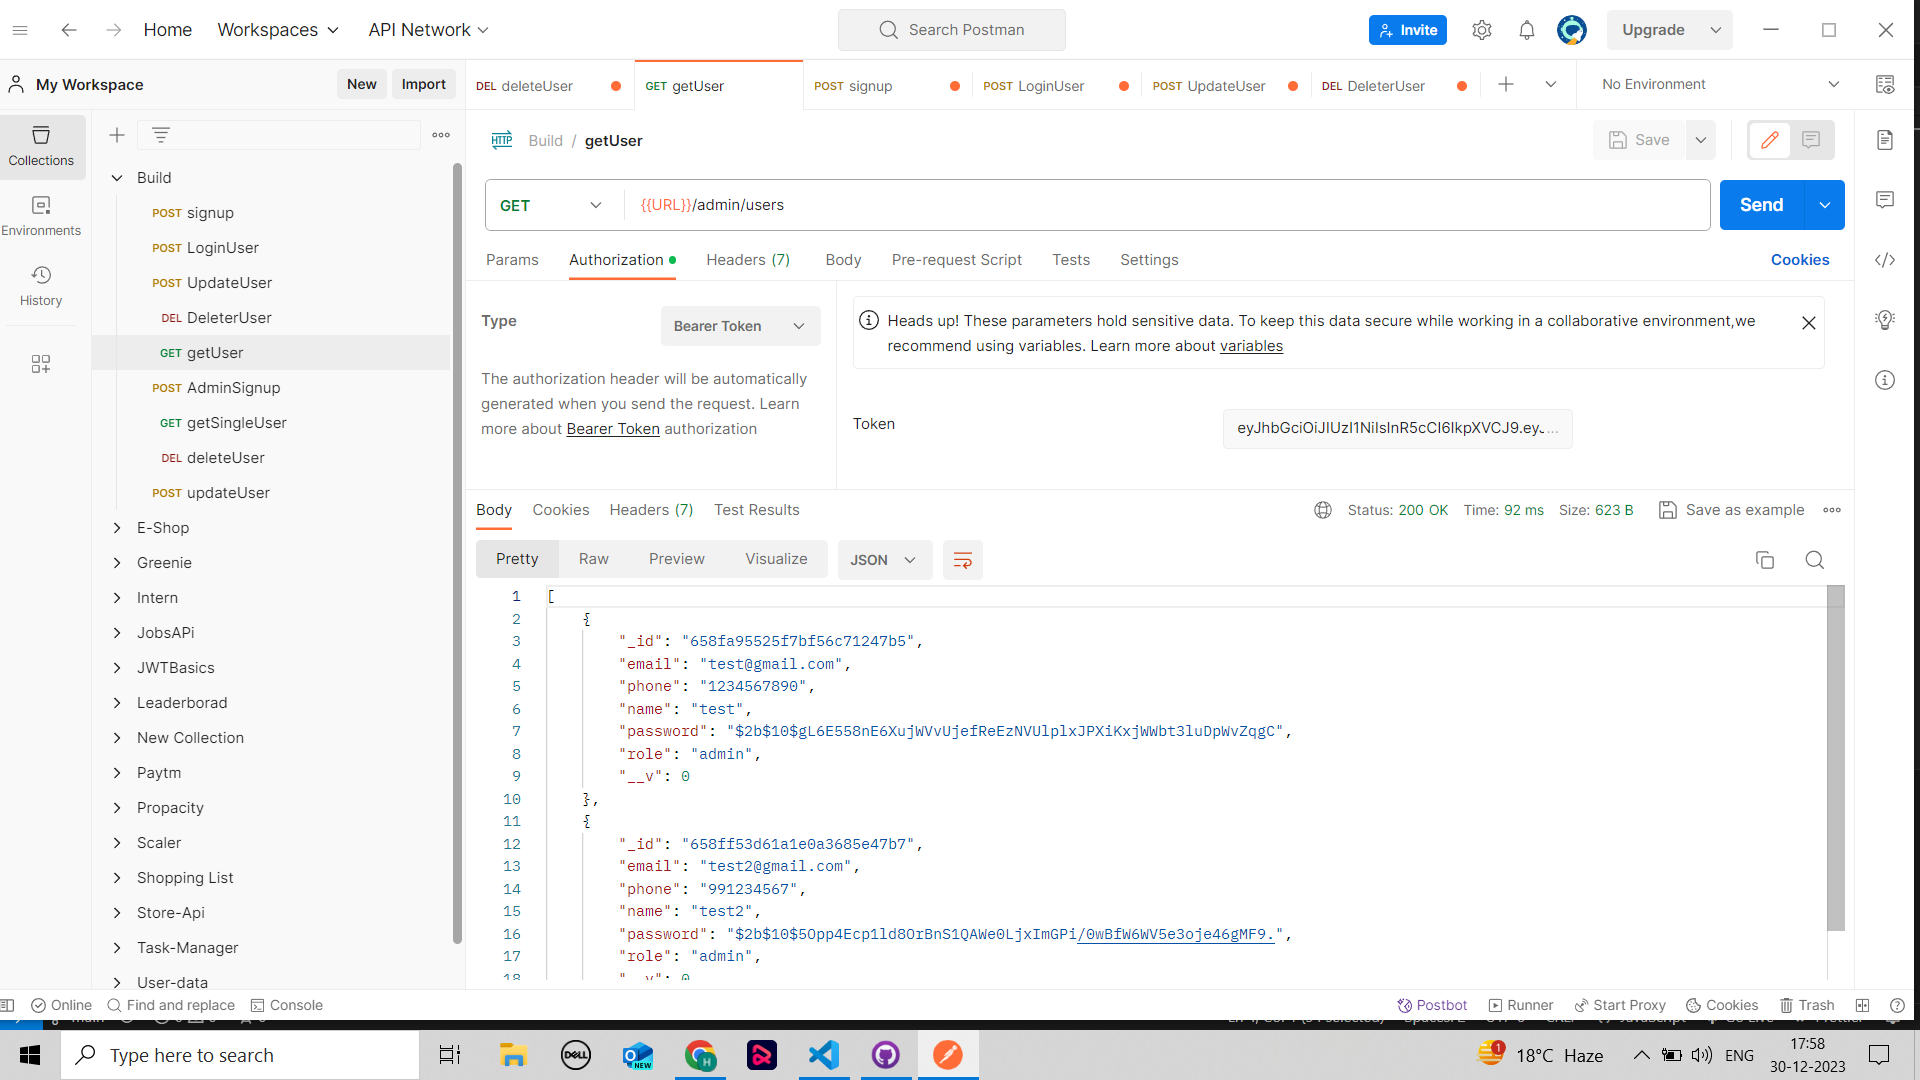 Home
Workspaces
API Network
Search Postman
Invite
Upgrade
My Workspace
New
Import
DEL deleteUser
GET getUser
POST signup
POST LoginUser
POST UpdateUser
DEL DeleterUser
No Environment
Collections
Environments
History
Build
POST signup
POST LoginUser
POST UpdateUser
DEL DeleterUser
GET getUser
POST AdminSignup
GET getSingleUser
DEL deleteUser
POST updateUser
E-Shop
Greenie
Intern
JobsAPi
JWTBasics
Leaderborad
New Collection
Paytm
Propacity
Scaler
Shopping List
Store-Api
Task-Manager
User-data
HTTP Build / getUser
Save
GET
{{URL}}/admin/users
Send
Params
Authorization
Headers (7)
Body
Pre-request Script
Tests
Settings
Cookies
Type
Bearer Token
The authorization header will be automatically
generated when you send the request. Learn
more about Bearer Token authorization
Heads up! These parameters hold sensitive data. To keep this data secure while working in a collaborative environment,we
recommend using variables. Learn more about variables
Token
eyJhbGciOiJIUzI1NiIsInR5cCI6IkpXVCJ9.eyJ...
Body
Cookies
Headers (7)
Test Results
Status: 200 OK
Time: 92 ms
Size: 623 B
Save as example
Pretty
Raw
Preview
Visualize
JSON
1 [
2 {
3 "_id": "658fa95525f7bf56c71247b5",
4 "email": "test@gmail.com",
5 "phone": "1234567890",
6 "name": "test",
7 "password": "$2b$10$gL6E558nE6XujWVvUjefReEzNVUlplxJPXiKxjWWbt3luDpWvZqgC",
8 "role": "admin",
9 "__v": 0
10 },
11 {
12 "_id": "658ff53d61a1e0a3685e47b7",
13 "email": "test2@gmail.com",
14 "phone": "991234567",
15 "name": "test2",
16 "password": "$2b$10$5Opp4Ecp1ld8OrBnS1QAWe0LjxImGPi/0wBfW6WV5e3oje46gMF9.",
17 "role": "admin",
18 "__v": 0
Online
Find and replace
Console
Postbot
Runner
Start Proxy
Cookies
Trash
Type here to search
DELL
NEW
H
1
18°C Haze
ENG
17:58
30-12-2023